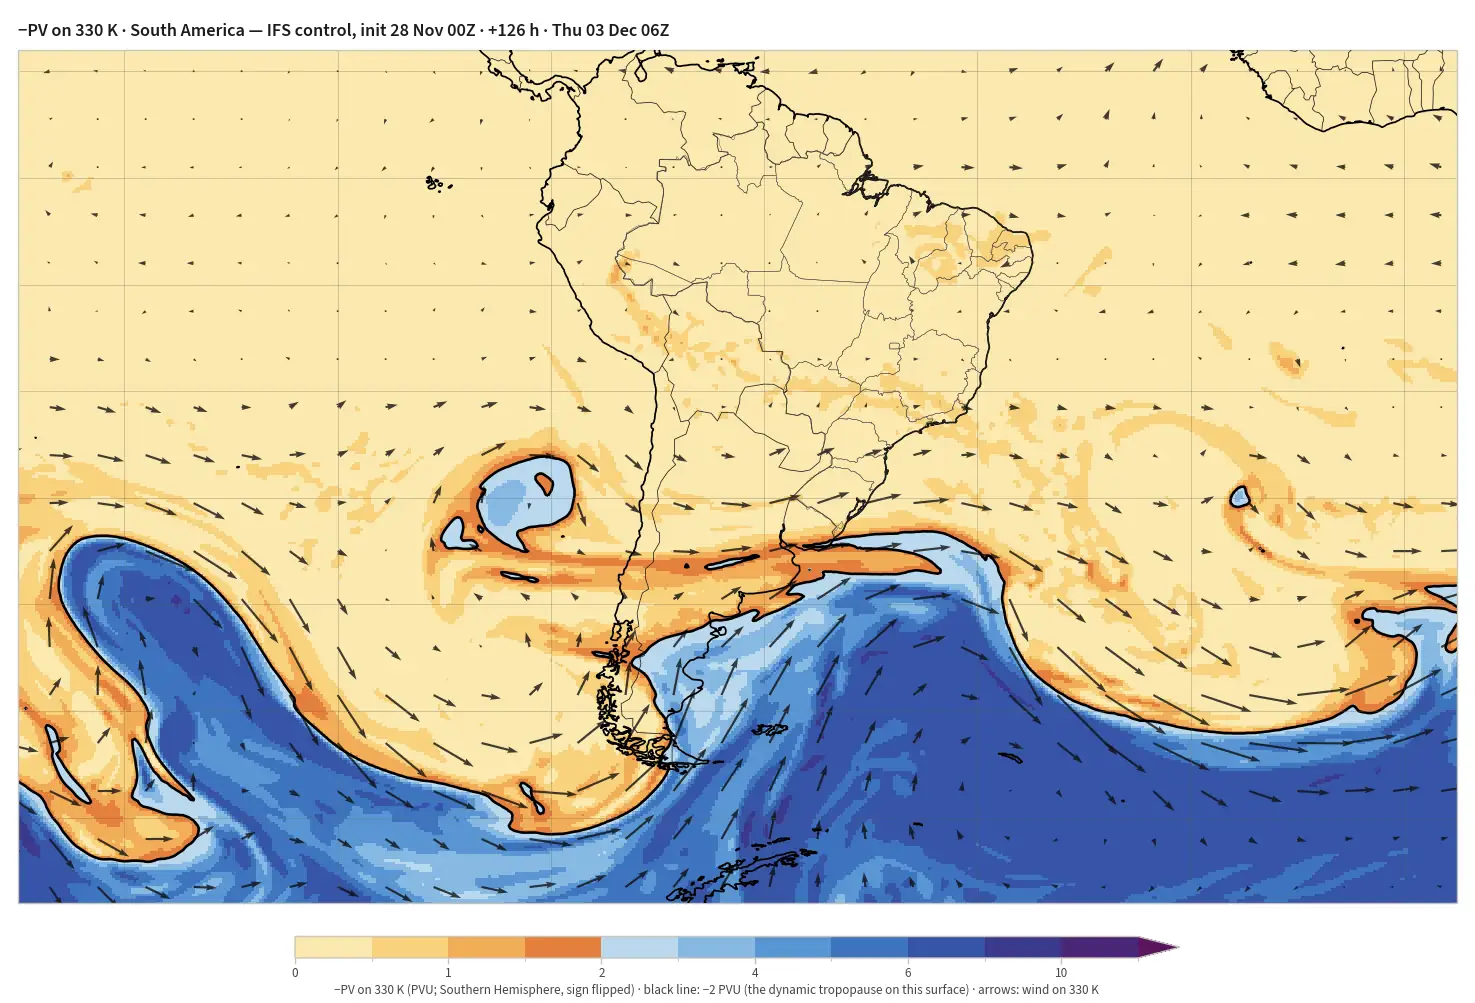 −PV on 330 K · South America — IFS control, init 28 Nov 00Z · +126 h · Thu 03 Dec 06Z
0 1 2 4 6 10
−PV on 330 K (PVU; Southern Hemisphere, sign flipped) · black line: −2 PVU (the dynamic tropopause on this surface) · arrows: wind on 330 K